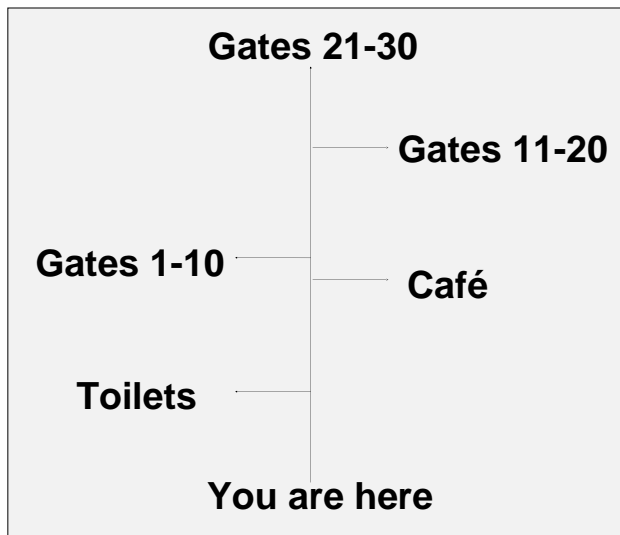 Gates 21-30
Gates 11-20
Gates 1-10
Café
Toilets
You are here